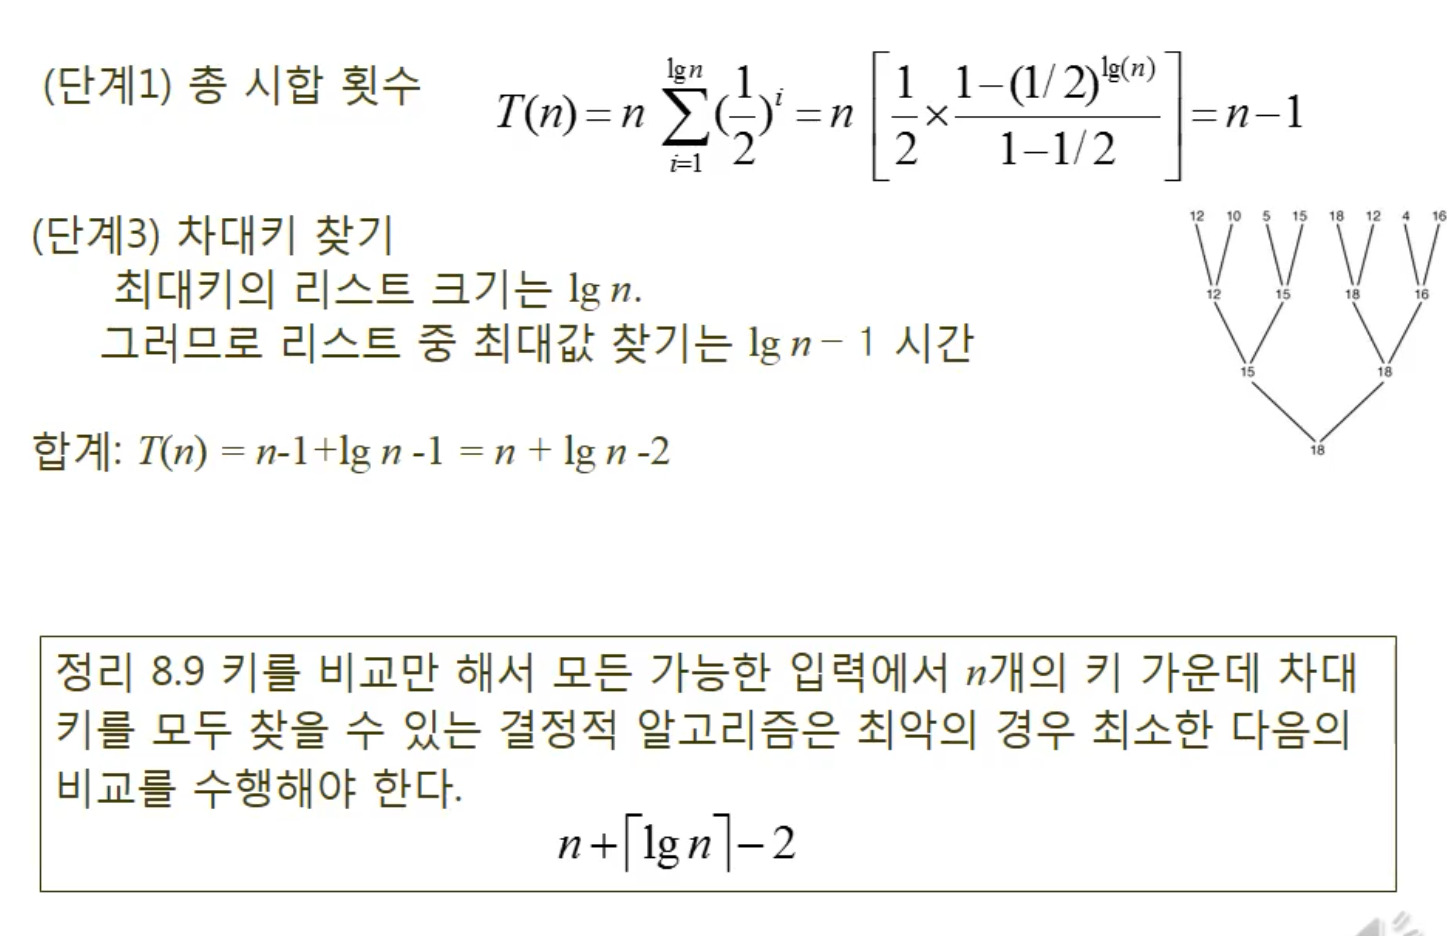 (단계1) 총 시합 횟수
T(n) = n \sum_{i=1}^{lg n} (\frac{1}{2})^i = n [\frac{1}{2} × \frac{1-(1/2)^{lg(n)}}{1-1/2}] = n-1
(단계3) 차대키 찾기
최대키의 리스트 크기는 lg n.
그러므로 리스트 중 최대값 찾기는 lg n - 1 시간
합계: T(n) = n-1+lg n -1 = n + lg n -2
12 10 5 15 18 12 4 16
12 15 18 16
15 18
18
정리 8.9 키를 비교만 해서 모든 가능한 입력에서 n개의 키 가운데 차대
키를 모두 찾을 수 있는 결정적 알고리즘은 최악의 경우 최소한 다음의
비교를 수행해야 한다.
n + ⌈lg n⌉ - 2